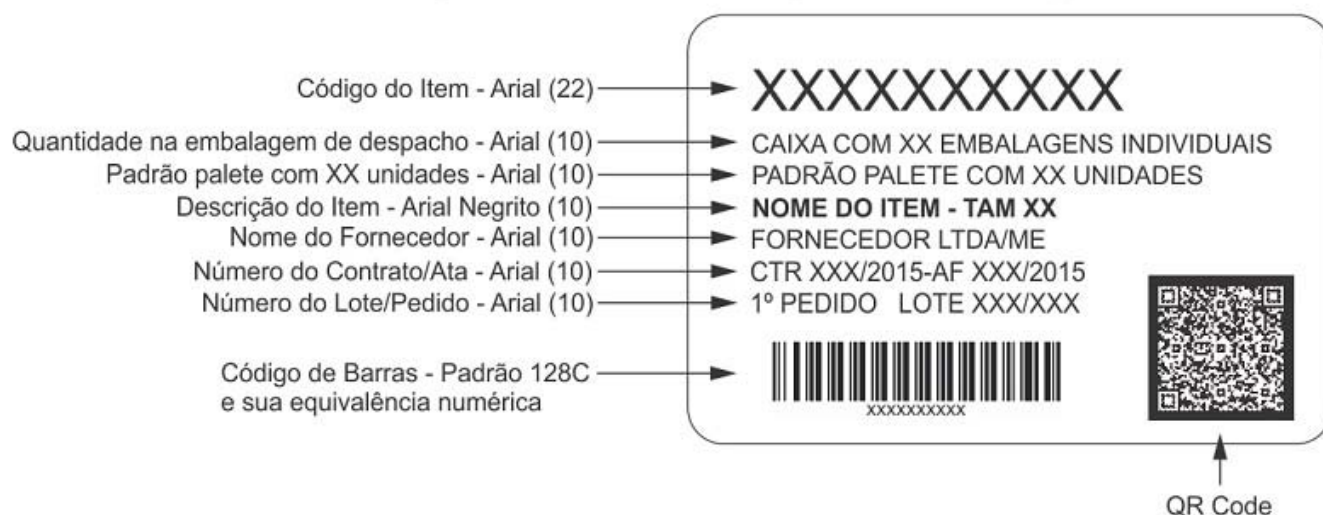 Código do Item - Arial (22)
XXXXXXXXXX
Quantidade na embalagem de despacho - Arial (10)
CAIXA COM XX EMBALAGENS INDIVIDUAIS
Padrão palete com XX unidades - Arial (10)
PADRÃO PALETE COM XX UNIDADES
Descrição do Item - Arial Negrito (10)
NOME DO ITEM - TAM XX
Nome do Fornecedor - Arial (10)
FORNECEDOR LTDA/ME
Número do Contrato/Ata - Arial (10)
CTR XXX/2015-AF XXX/2015
Número do Lote/Pedido - Arial (10)
1º PEDIDO LOTE XXX/XXX
Código de Barras - Padrão 128C
e sua equivalência numérica
XXXXXXXXXX
QR Code